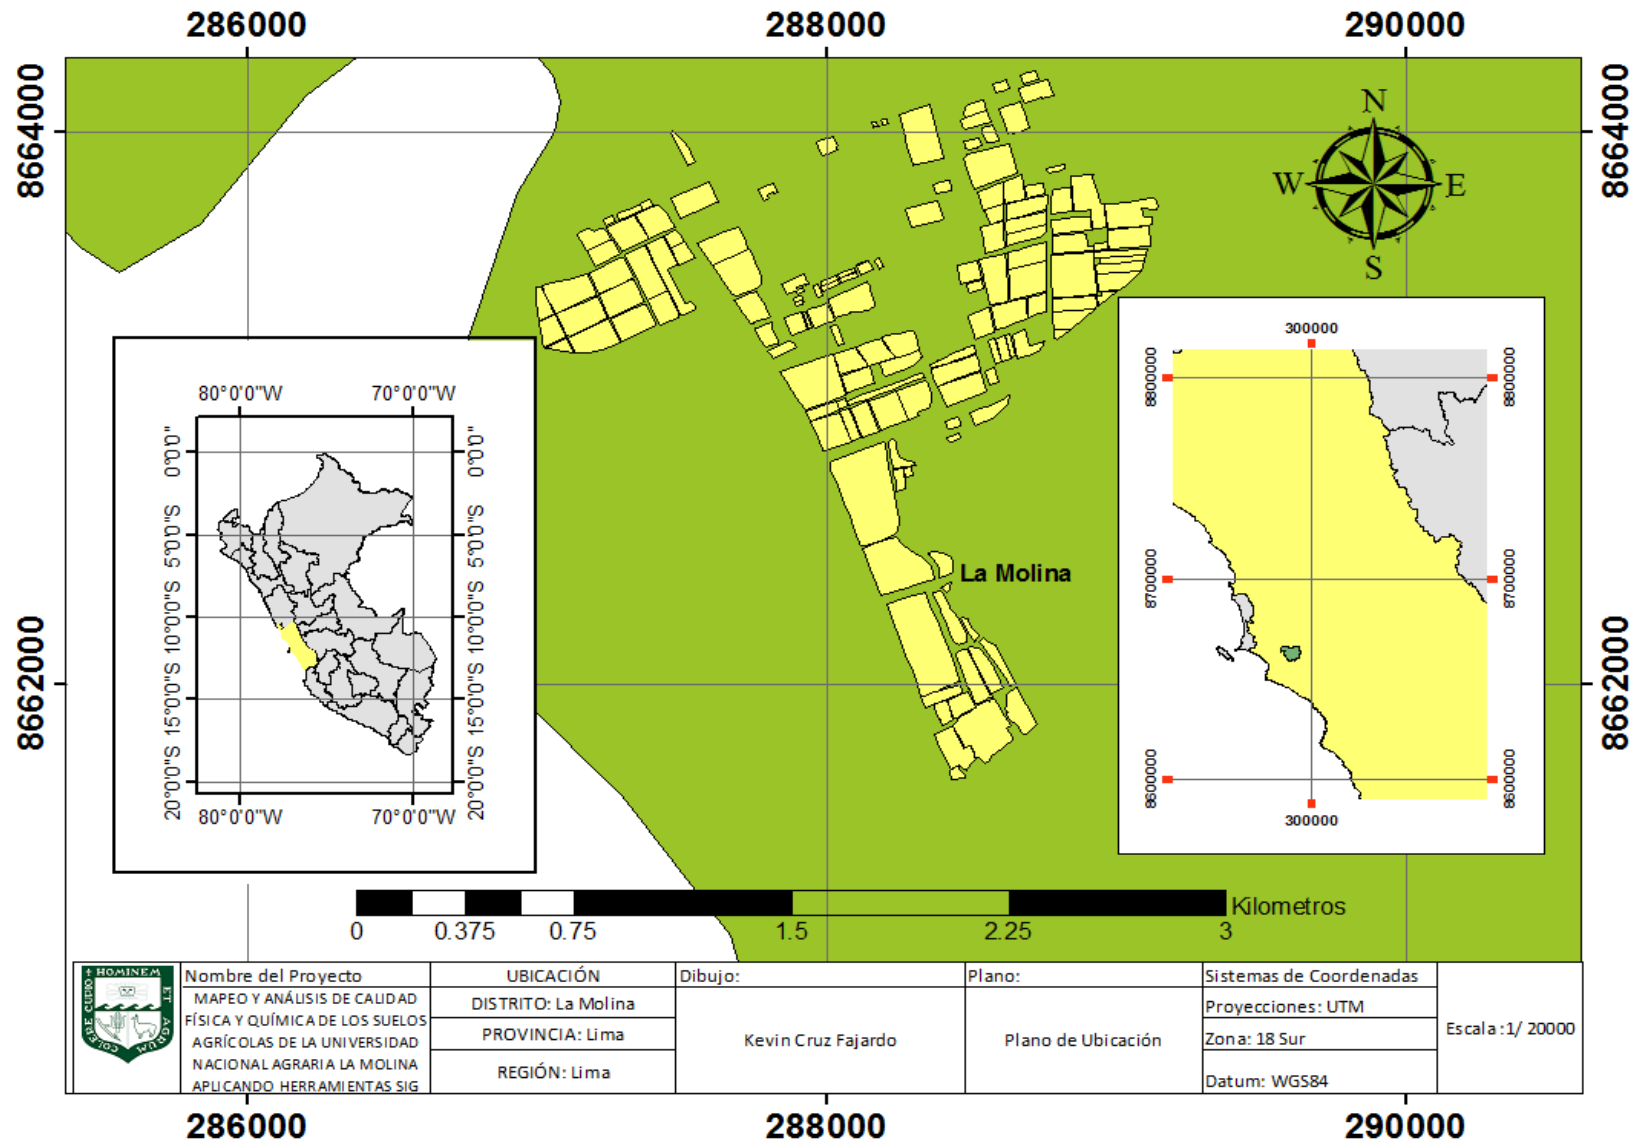 286000
288000
290000
8664000
8664000
N
W
E
S
80°0'0"W
70°0'0"W
0°0'0"
0°0'0"
5°0'0"S
5°0'0"S
10°0'0"S
10°0'0"S
15°0'0"S
15°0'0"S
20°0'0"S
20°0'0"S
80°0'0"W
70°0'0"W
La Molina
300000
8800000
8800000
8700000
8700000
8600000
8600000
300000
8662000
8662000
Kilometros
0
0.375
0.75
1.5
2.25
3
HOMINEM
ET
AGRUM
COLERE
CUPIO
Nombre del Proyecto
MAPEO Y ANÁLISIS DE CALIDAD
FÍSICA Y QUÍMICA DE LOS SUELOS
AGRÍCOLAS DE LA UNIVERSIDAD
NACIONAL AGRARIA LA MOLINA
APLICANDO HERRAMIENTAS SIG
UBICACIÓN
DISTRITO: La Molina
PROVINCIA: Lima
REGIÓN: Lima
Dibujo:
Kevin Cruz Fajardo
Plano:
Plano de Ubicación
Sistemas de Coordenadas
Proyecciones: UTM
Zona: 18 Sur
Datum: WGS84
Escala :1/ 20000
286000
288000
290000